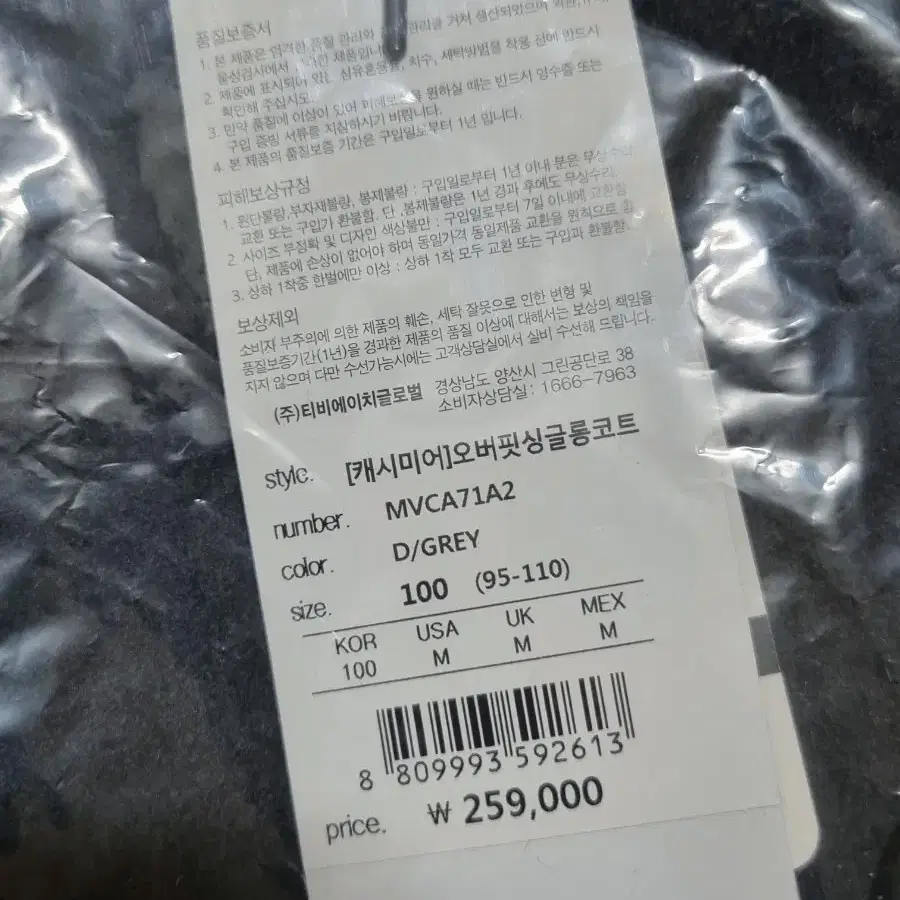 품질보증서
1. 본 제품은 엄격한 품질 관리와 관리를 거쳐 생산되었으며
물성검사에서 제품입니
2. 제품에 표시되어 있는 섬유혼용율, 치수, 세탁방법을 착용 전에 반드시
확인해 주십시오.
3. 만약 품질에 이상이 있어 피해보상을 원하실 때는 반드시 영수증 또는
구입 증빙 서류를 지참하시기 바랍니다.
4. 본 제품의 품질보증 기간은 구입일로부터 1년 입니다.
피해보상규정
1. 원단불량,부자재불량, 봉제불량 : 구입일로부터 1년 이내 분은 무상
교환 또는 구입가 환불함. 단 ,봉제불량은 1년 경과 후에도 무상수리.
2 사이즈 부정확 및 디자인 색상불만 : 구입일로부터 7일 이내에 교환함
단, 제품에 손상이 없어야 하며 동일가격 동일제품 교환을 원칙으로
3. 상하 1착중 한벌에만 이상 : 상하 1착 모두 교환 또는 구입과 환불함.
보상제외
소비자 부주의에 의한 제품의 훼손, 세탁 잘못으로 인한 변형 및
품질보증기간(1년)을 경과한 제품의 품질 이상에 대해서는 보상의 책임을
지지 않으며 다만 수선가능시에는 고객상담실에서 실비 수선해 드립니다.
(주)티비에이치글로벌 경상남도 양산시 그린공단로 38
소비자상담실 : 1666-7963
style. [캐시미어]오버핏싱글롱코트
number. MVCA71A2
color. D/GREY
size. 100 (95-110)
KOR USA UK MEX
100 M M M
8 809993 592613
price. ₩ 259,000